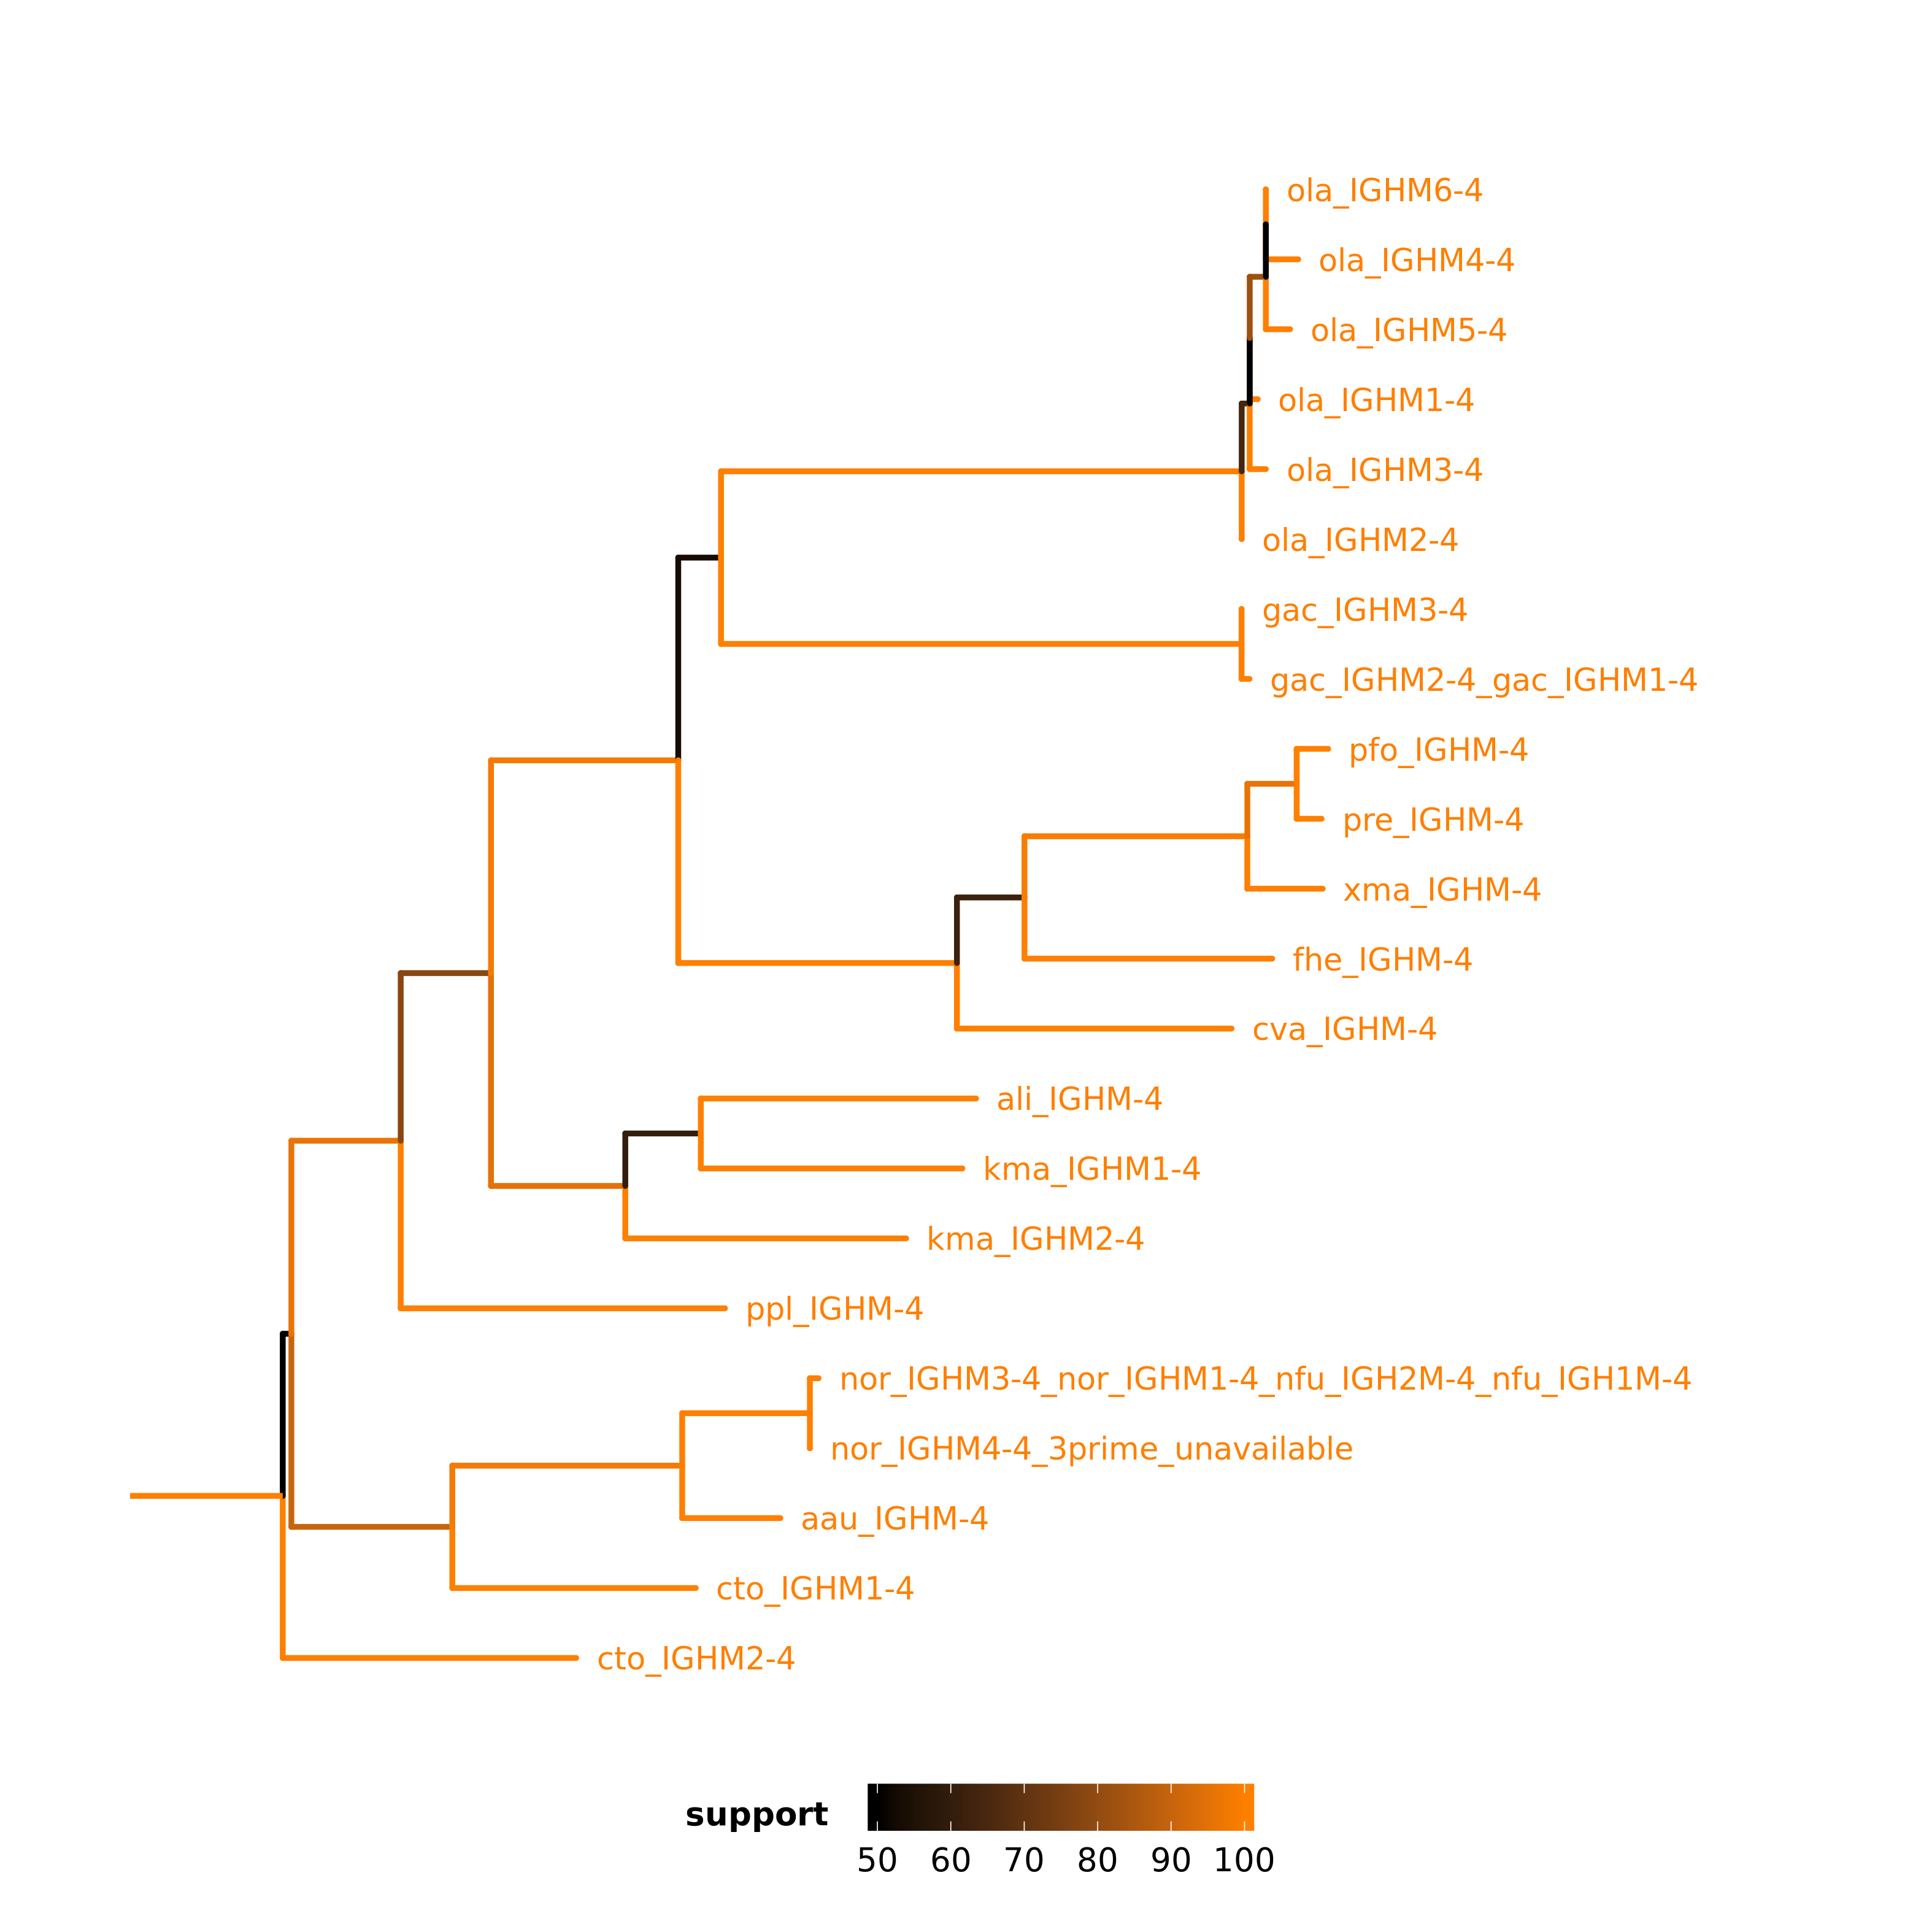 ola_IGHM6-4
ola_IGHM4-4
ola_IGHM5-4
ola_IGHM1-4
ola_IGHM3-4
ola_IGHM2-4
gac_IGHM3-4
gac_IGHM2-4_gac_IGHM1-4
pfo_IGHM-4
pre_IGHM-4
xma_IGHM-4
fhe_IGHM-4
cva_IGHM-4
ali_IGHM-4
kma_IGHM1-4
kma_IGHM2-4
ppl_IGHM-4
nor_IGHM3-4_nor_IGHM1-4_nfu_IGH2M-4_nfu_IGH1M-4
nor_IGHM4-4_3prime_unavailable
aau_IGHM-4
cto_IGHM1-4
cto_IGHM2-4
support
50 60 70 80 90 100